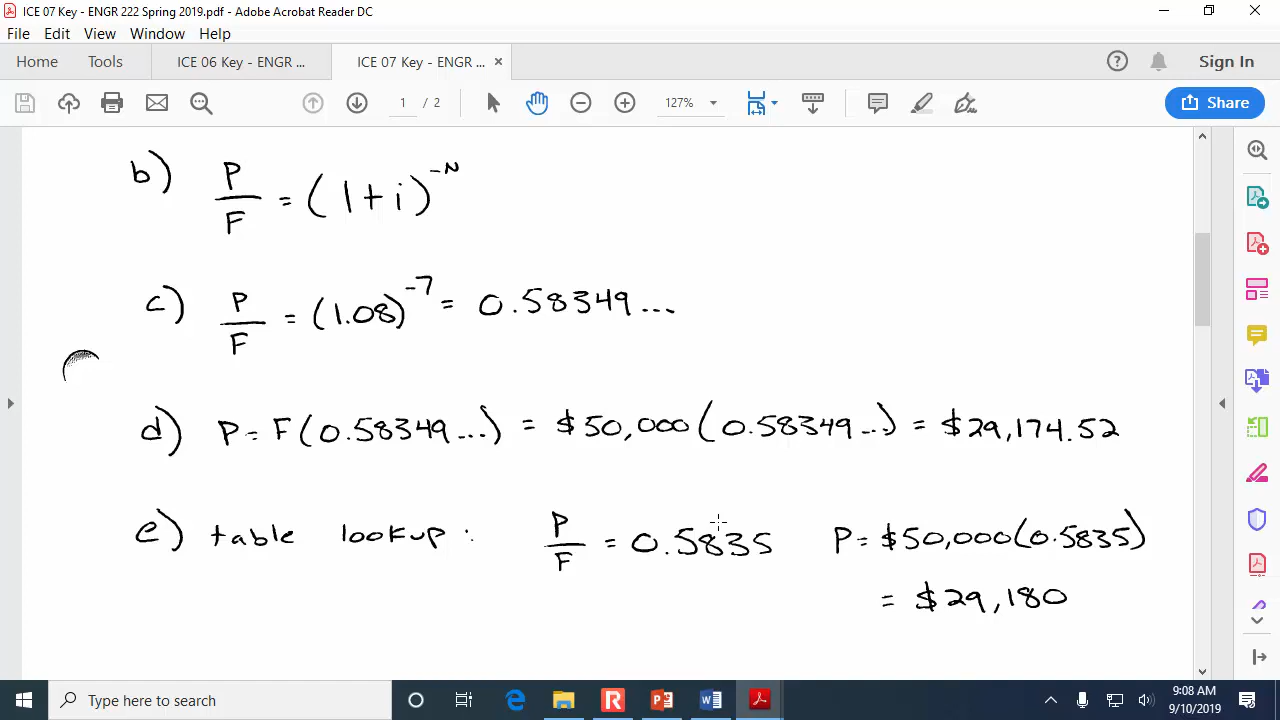 ICE 07 Key - ENGR 222 Spring 2019.pdf - Adobe Acrobat Reader DC
File Edit View Window Help
Home Tools ICE 06 Key - ENGR ... ICE 07 Key - ENGR ... × Sign In
1 / 2 127% Share
b) P/F = (1+i)^-N
c) P/F = (1.08)^-7 = 0.58349...
d) P = F(0.58349...) = $50,000(0.58349...) = $29,174.52
e) table lookup: P/F = 0.5835 P = $50,000(0.5835)
= $29,180
Type here to search
9:08 AM
9/10/2019